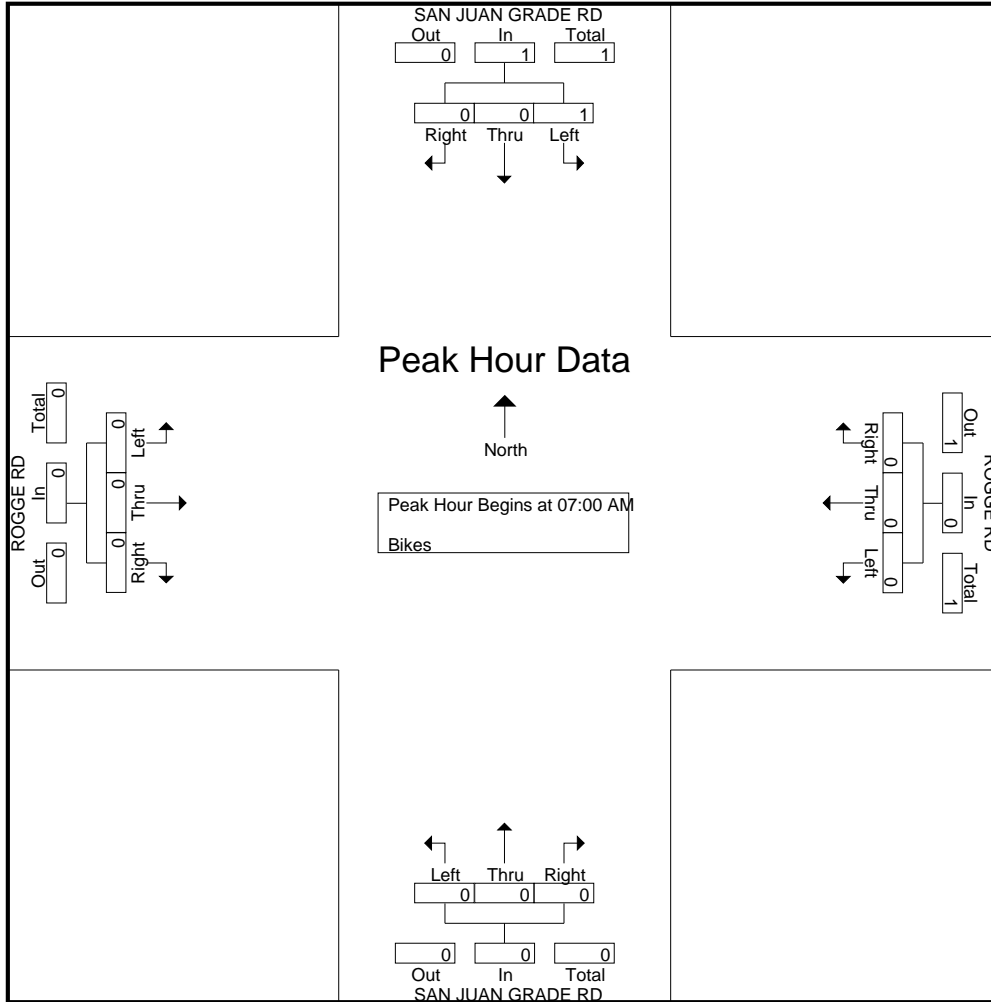 SAN JUAN GRADE RD
Out In Total
0 1 1
0 0 1
Right Thru Left
Peak Hour Data
North
Peak Hour Begins at 07:00 AM
Bikes
ROGGE RD
Out In Total
0 0 0
Left Thru Right
0 0 0
ROGGE RD
Out In Total
1 0 1
Right Thru Left
0 0 0
Left Thru Right
0 0 0
0 0 0
Out In Total
SAN JUAN GRADE RD